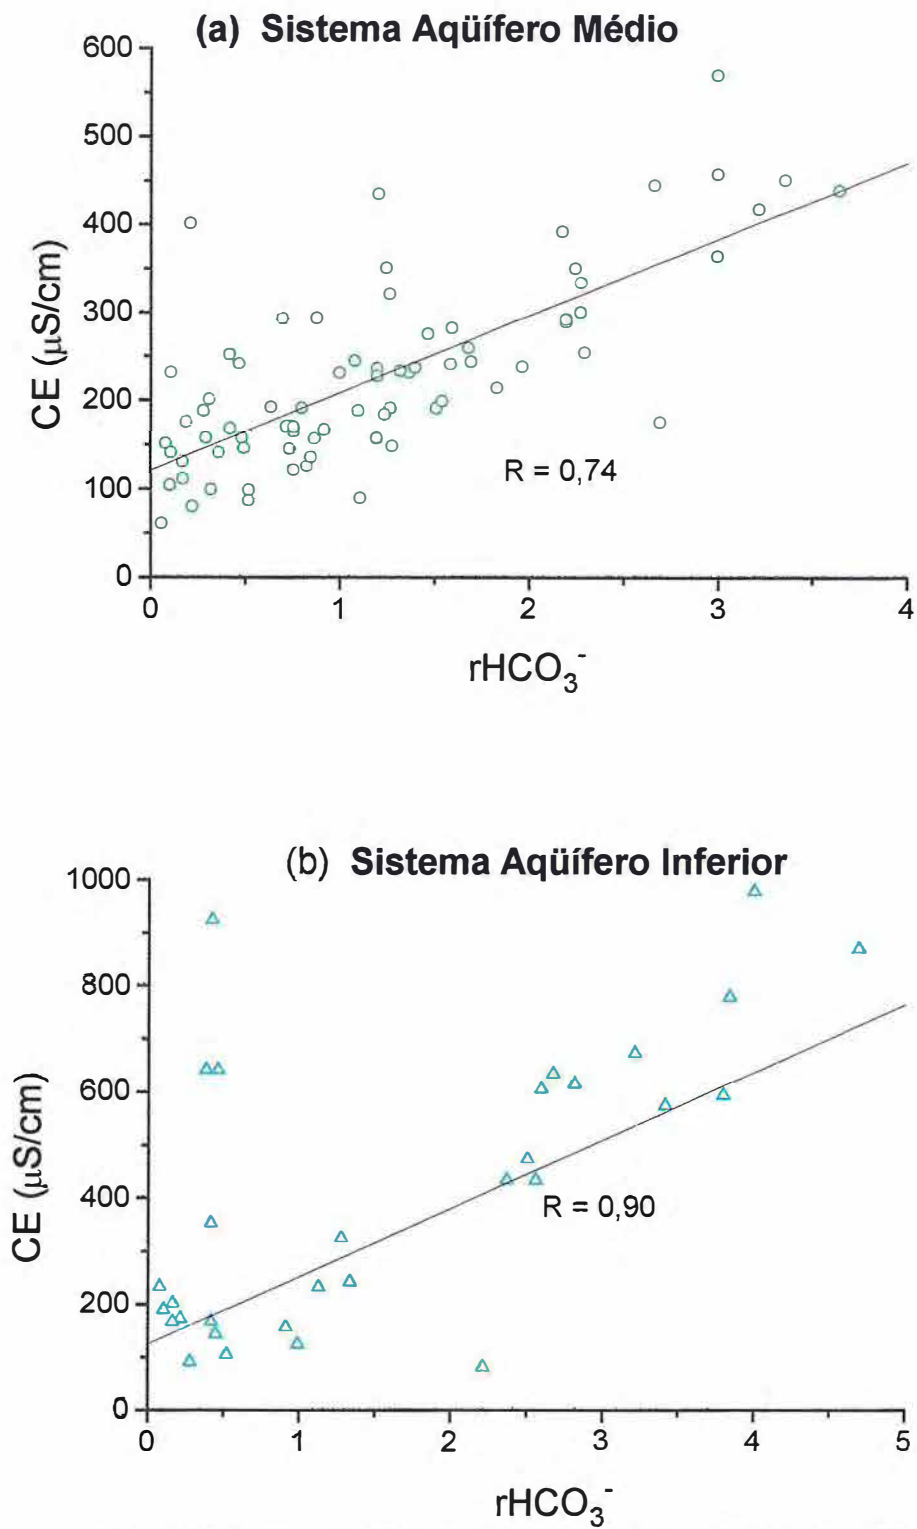 (a) Sistema Aqüífero Médio
600
500
400
300
200
100
0
CE (μS/cm)
R = 0,74
0 1 2 3 4
rHCO₃⁻
(b) Sistema Aqüífero Inferior
1000
800
600
400
200
0
CE (μS/cm)
R = 0,90
0 1 2 3 4 5
rHCO₃⁻